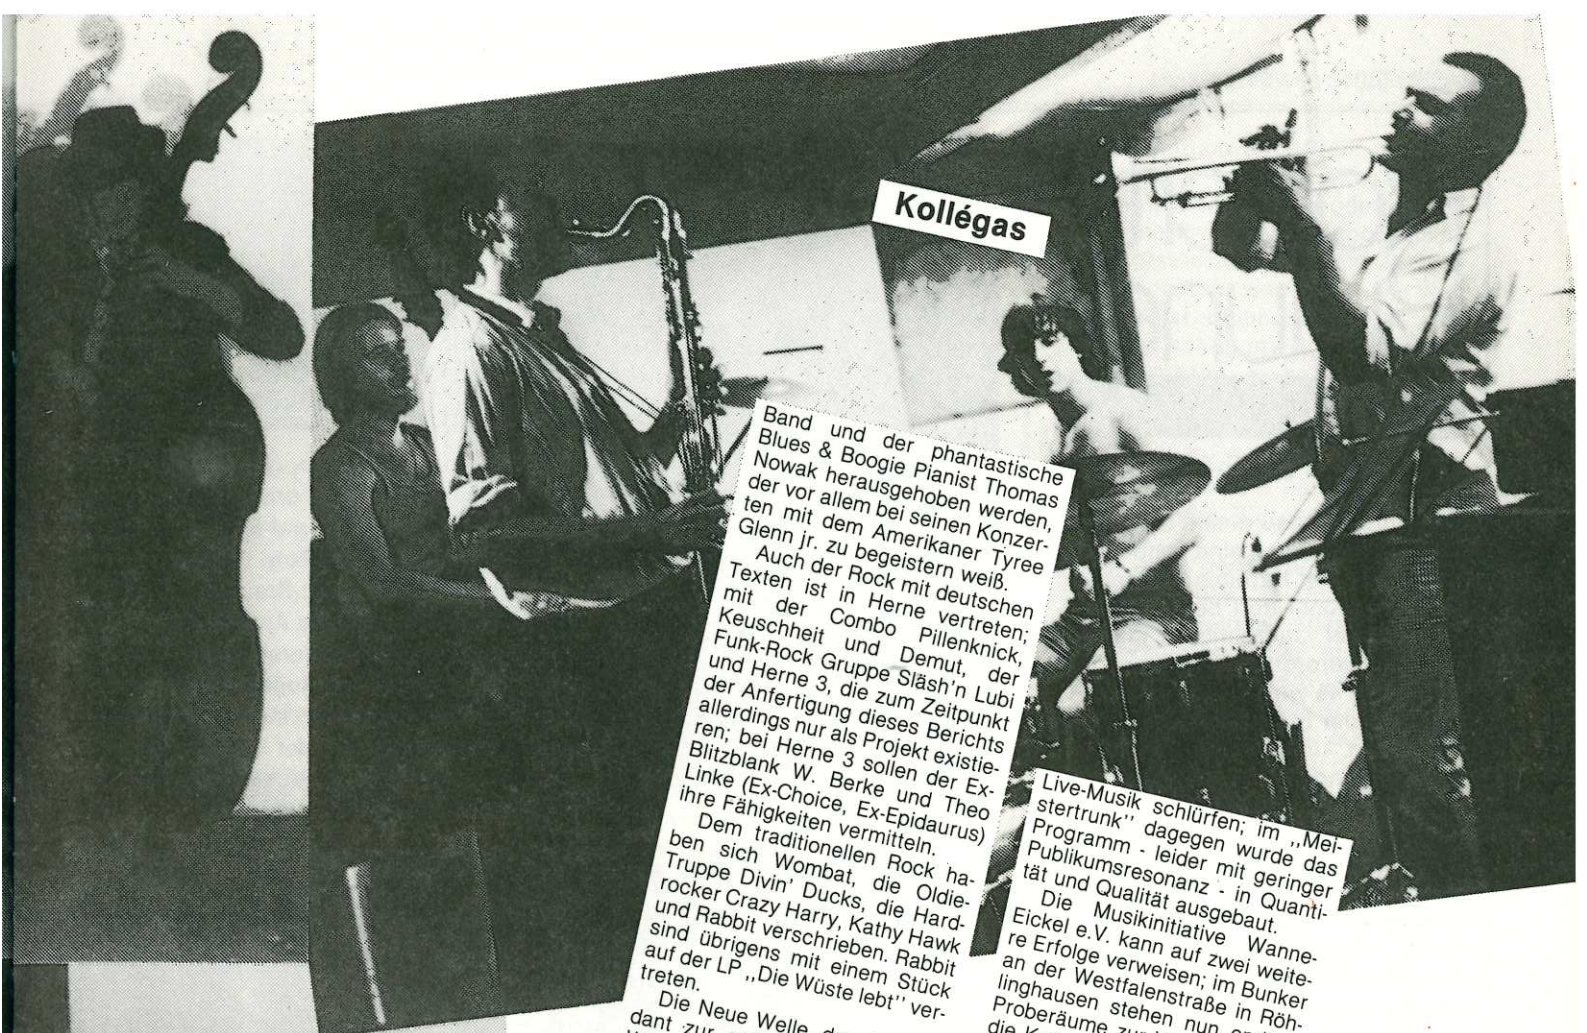 Kollégas
Band und der phantastische
Blues & Boogie Pianist Thomas
Nowak herausgehoben werden,
der vor allem bei seinen Konzer-
ten mit dem Amerikaner Tyree
Glenn jr. zu begeistern weiß.
Auch der Rock mit deutschen
Texten ist in Herne vertreten;
mit der Combo Pillenknick,
Keuschheit und Demut, der
Funk-Rock Gruppe Släsh'n Lubi
und Herne 3, die zum Zeitpunkt
der Anfertigung dieses Berichts
allerdings nur als Projekt existie-
ren; bei Herne 3 sollen der Ex-
Blitzblank W. Berke und Theo
Linke (Ex-Choice, Ex-Epidaurus)
ihre Fähigkeiten vermitteln.
Dem traditionellen Rock ha-
ben sich Wombat, die Oldie-
Truppe Divin' Ducks, die Hard-
rocker Crazy Harry, Kathy Hawk
und Rabbit verschrieben. Rabbit
sind übrigens mit einem Stück
auf der LP ,,Die Wüste lebt'' ver-
treten.
Die Neue Welle
dant zur
Live-Musik schlürfen; im ,,Mei-
stertrunk'' dagegen wurde das
Programm - leider mit geringer
Publikumsresonanz - in Quanti-
tät und Qualität ausgebaut.
Die Musikinitiative Wanne-
Eickel e.V. kann auf zwei weite-
re Erfolge verweisen; im Bunker
an der Westfalenstraße in Röh-
linghausen stehen nun
Proberäume
die